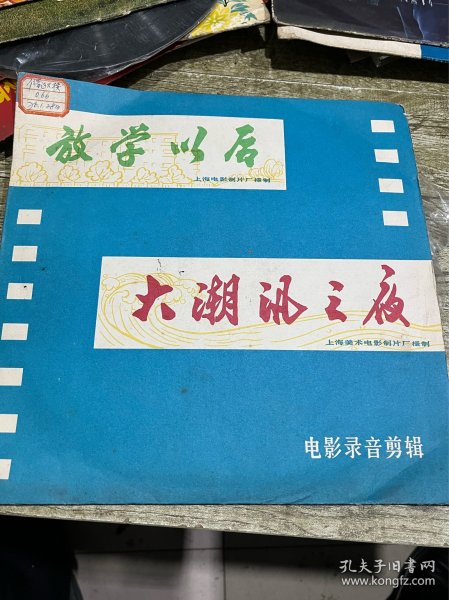 放学以后
上海电影制片厂摄制
大潮汛之夜
上海美术电影制片厂摄制
电影录音剪辑
孔夫子旧书网
www.kongfz.com